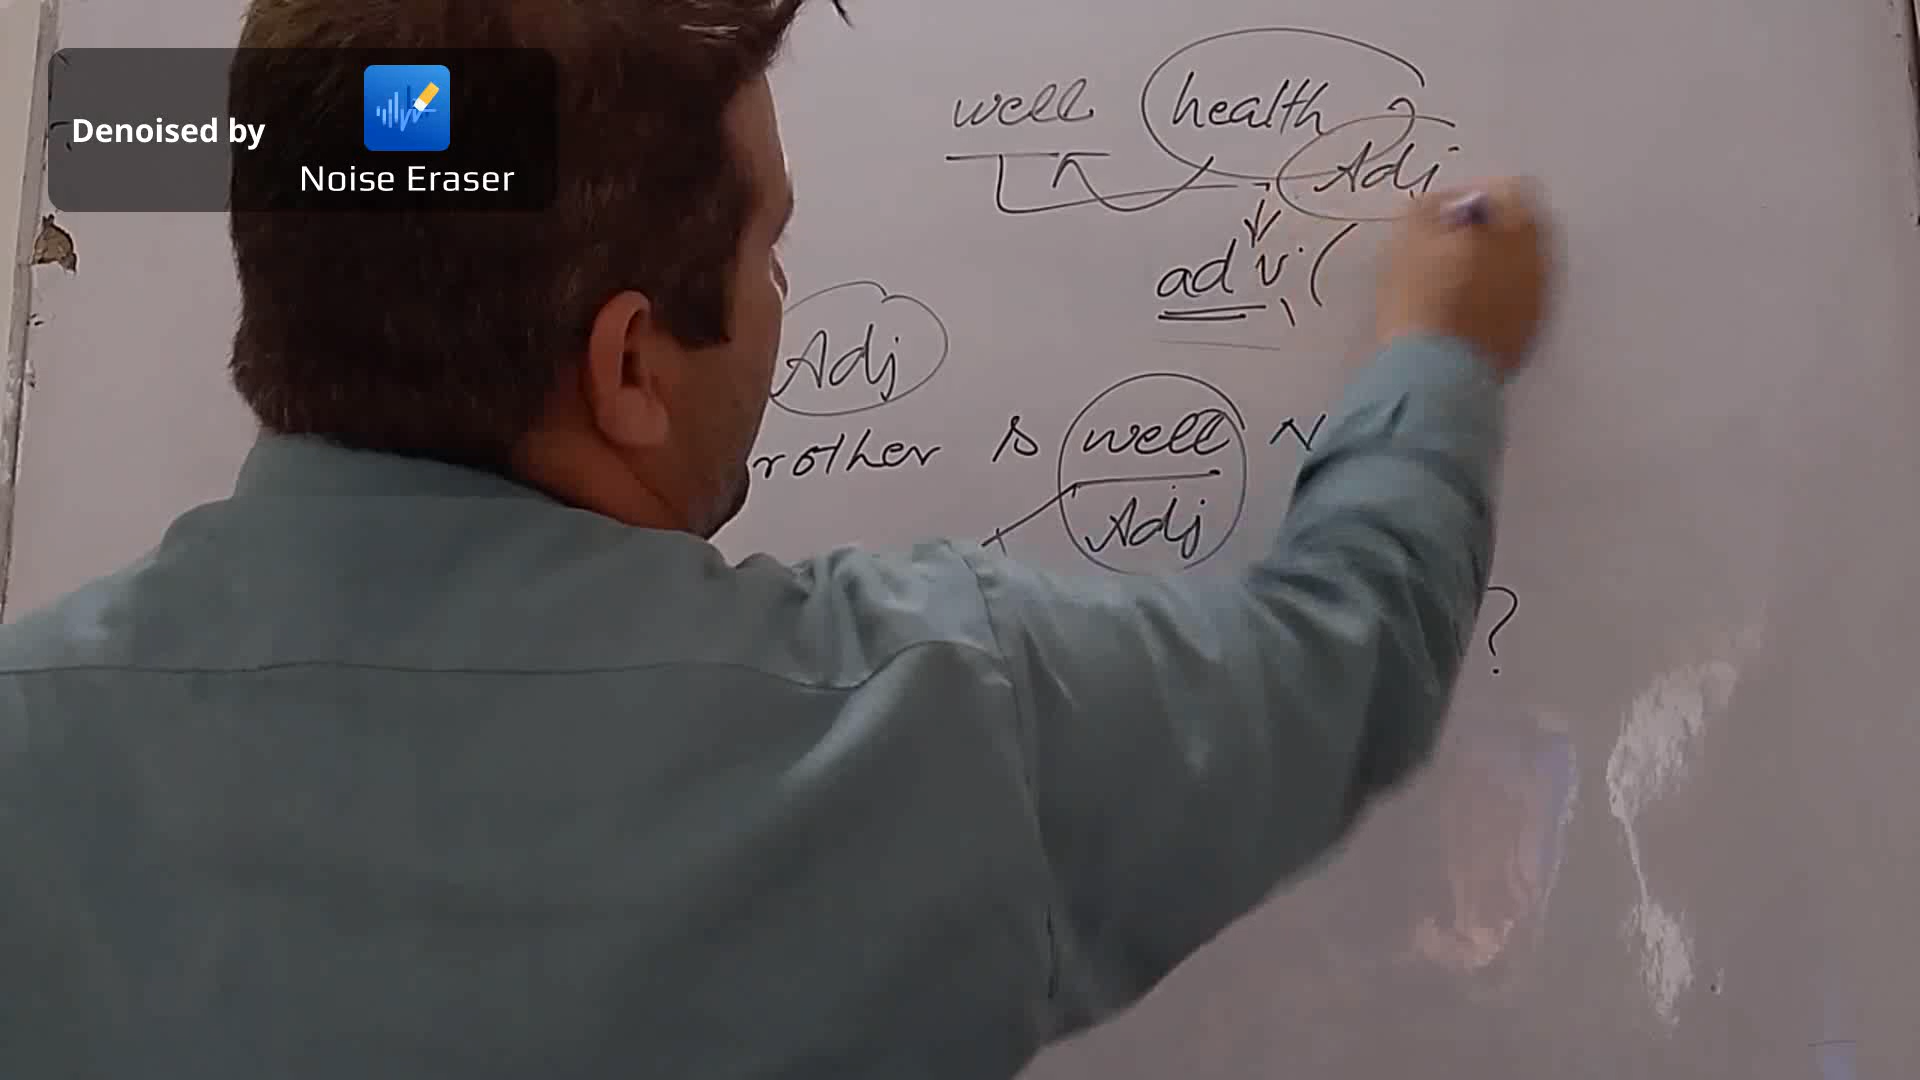 Denoised by
Noise Eraser
well health
Adj
adv (
Adj
rother is well
Adj
?